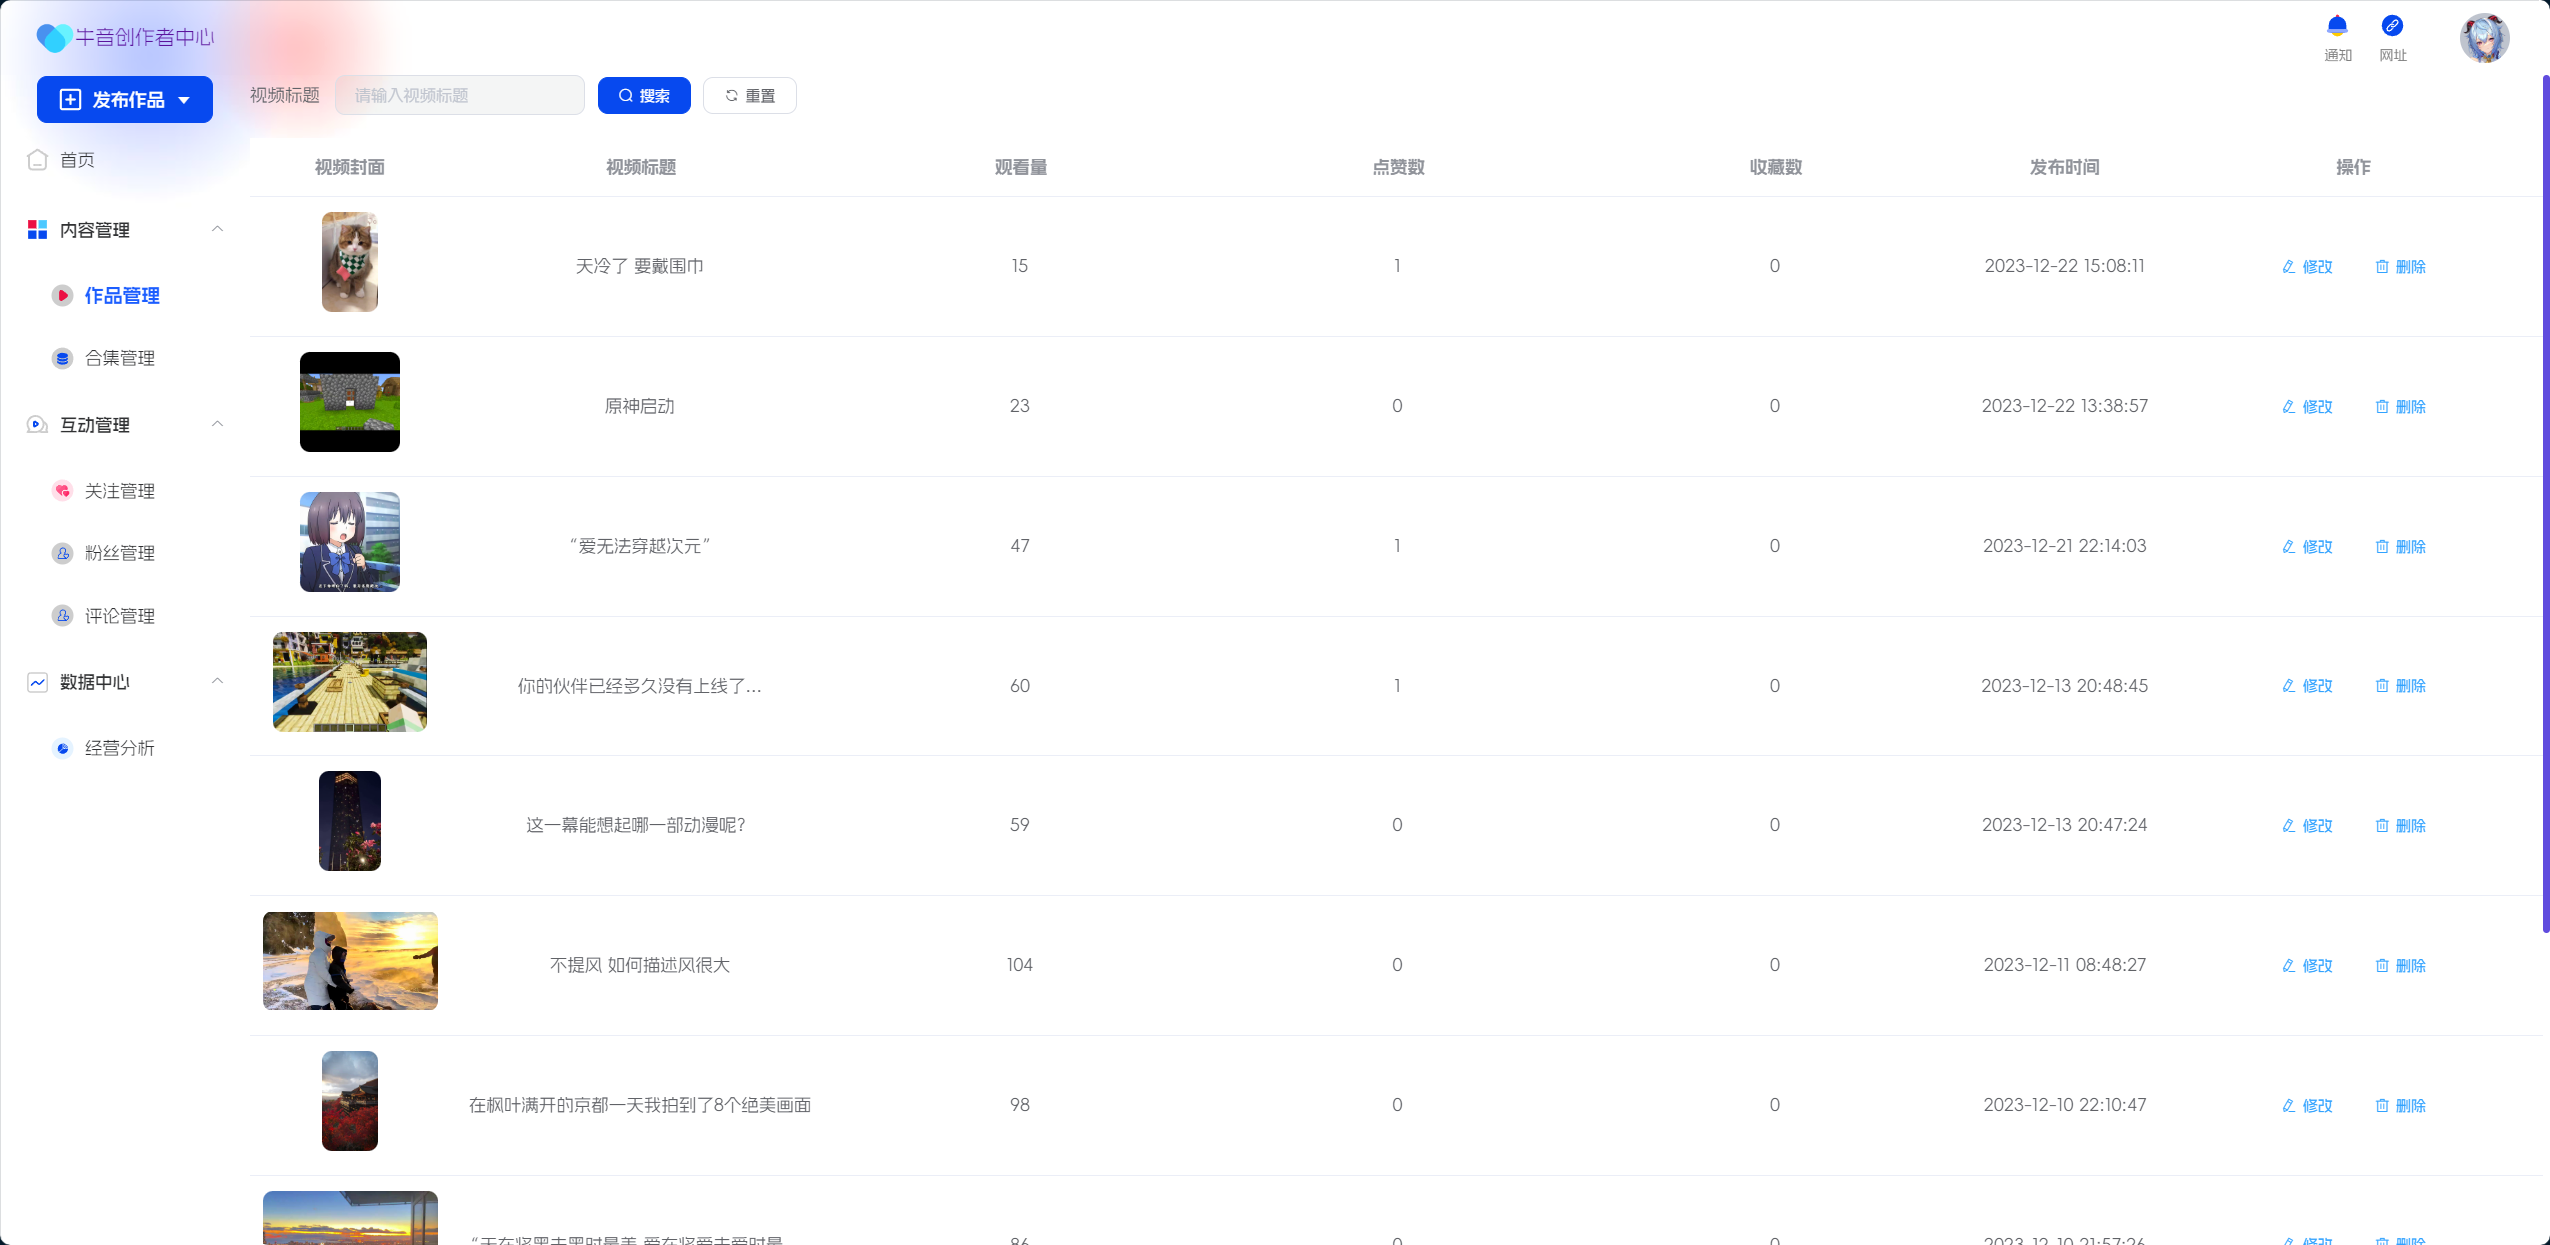 牛音创作者中心
通知
网址
发布作品
视频标题 请输入视频标题 搜索 重置
首页
内容管理
作品管理
合集管理
互动管理
关注管理
粉丝管理
评论管理
数据中心
经营分析
视频封面 视频标题 观看量 点赞数 收藏数 发布时间 操作
天冷了 要戴围巾 15 1 0 2023-12-22 15:08:11 修改 删除
原神启动 23 0 0 2023-12-22 13:38:57 修改 删除
“爱无法穿越次元” 47 1 0 2023-12-21 22:14:03 修改 删除
你的伙伴已经多久没有上线了... 60 1 0 2023-12-13 20:48:45 修改 删除
这一幕能想起哪一部动漫呢？ 59 0 0 2023-12-13 20:47:24 修改 删除
不提风 如何描述风很大 104 0 0 2023-12-11 08:48:27 修改 删除
在枫叶满开的京都一天我拍到了8个绝美画面 98 0 0 2023-12-10 22:10:47 修改 删除
86 0 0 2023-12-10 21:57:26 修改 删除